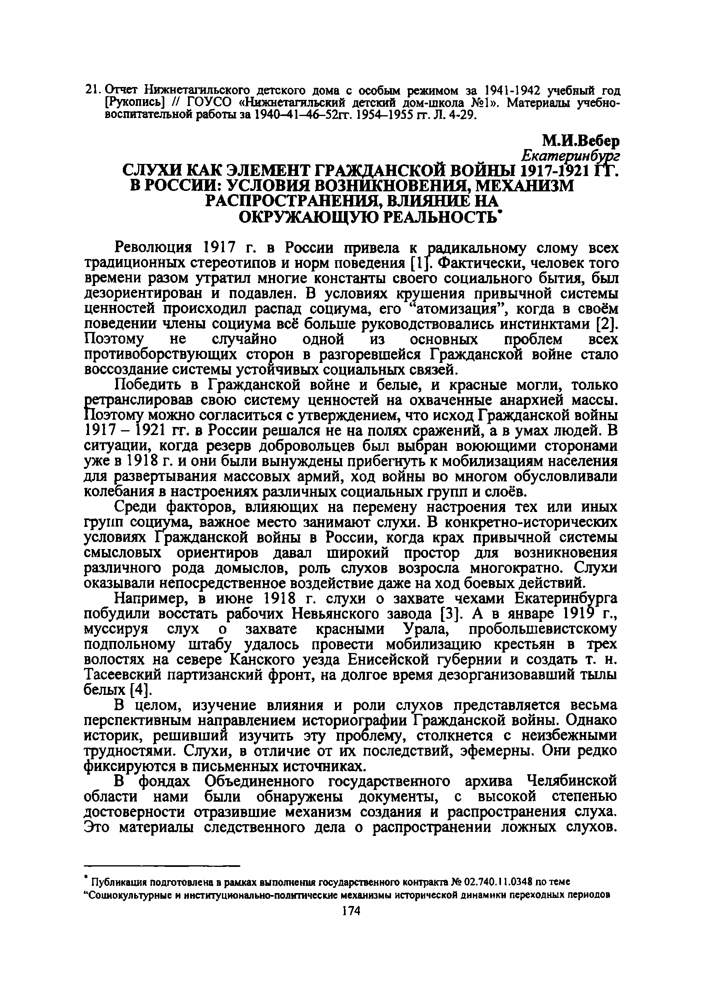 21. Отчет Нижнетагильского детского дома с особым режимом за 1941-1942 учебный год
[Рукопись] // ГОУСО «Нижнетагильский детский дом-школа №1». Материалы учебно-
воспитательной работы за 1940–41–46–52гг. 1954–1955 гг. Л. 4-29.
М.И.Вебер
Екатеринбург
СЛУХИ КАК ЭЛЕМЕНТ ГРАЖДАНСКОЙ ВОЙНЫ 1917-1921 ГГ.
В РОССИИ: УСЛОВИЯ ВОЗНИКНОВЕНИЯ, МЕХАНИЗМ
РАСПРОСТРАНЕНИЯ, ВЛИЯНИЕ НА
ОКРУЖАЮЩУЮ РЕАЛЬНОСТЬ*
Революция 1917 г. в России привела к радикальному слому всех
традиционных стереотипов и норм поведения [1]. Фактически, человек того
времени разом утратил многие константы своего социального бытия, был
дезориентирован и подавлен. В условиях крушения привычной системы
ценностей происходил распад социума, его “атомизация”, когда в своём
поведении члены социума всё больше руководствовались инстинктами [2].
Поэтому не случайно одной из основных проблем всех
противоборствующих сторон в разгоревшейся Гражданской войне стало
воссоздание системы устойчивых социальных связей.
Победить в Гражданской войне и белые, и красные могли, только
ретранслировав свою систему ценностей на охваченные анархией массы.
Поэтому можно согласиться с утверждением, что исход Гражданской войны
1917 – 1921 гг. в России решался не на полях сражений, а в умах людей. В
ситуации, когда резерв добровольцев был выбран воюющими сторонами
уже в 1918 г. и они были вынуждены прибегнуть к мобилизациям населения
для развертывания массовых армий, ход войны во многом обусловливали
колебания в настроениях различных социальных групп и слоёв.
Среди факторов, влияющих на перемену настроения тех или иных
групп социума, важное место занимают слухи. В конкретно-исторических
условиях Гражданской войны в России, когда крах привычной системы
смысловых ориентиров давал широкий простор для возникновения
различного рода домыслов, роль слухов возросла многократно. Слухи
оказывали непосредственное воздействие даже на ход боевых действий.
Например, в июне 1918 г. слухи о захвате чехами Екатеринбурга
побудили восстать рабочих Невьянского завода [3]. А в январе 1919 г.,
муссируя слух о захвате красными Урала, пробольшевистскому
подпольному штабу удалось провести мобилизацию крестьян в трех
волостях на севере Канского уезда Енисейской губернии и создать т. н.
Тасеевский партизанский фронт, на долгое время дезорганизовавший тылы
белых [4].
В целом, изучение влияния и роли слухов представляется весьма
перспективным направлением историографии Гражданской войны. Однако
историк, решивший изучить эту проблему, столкнется с неизбежными
трудностями. Слухи, в отличие от их последствий, эфемерны. Они редко
фиксируются в письменных источниках.
В фондах Объединенного государственного архива Челябинской
области нами были обнаружены документы, с высокой степенью
достоверности отразившие механизм создания и распространения слуха.
Это материалы следственного дела о распространении ложных слухов.
* Публикация подготовлена в рамках выполнения государственного контракта № 02.740.11.0348 по теме
“Социокультурные и институционально-политические механизмы исторической динамики переходных периодов
174